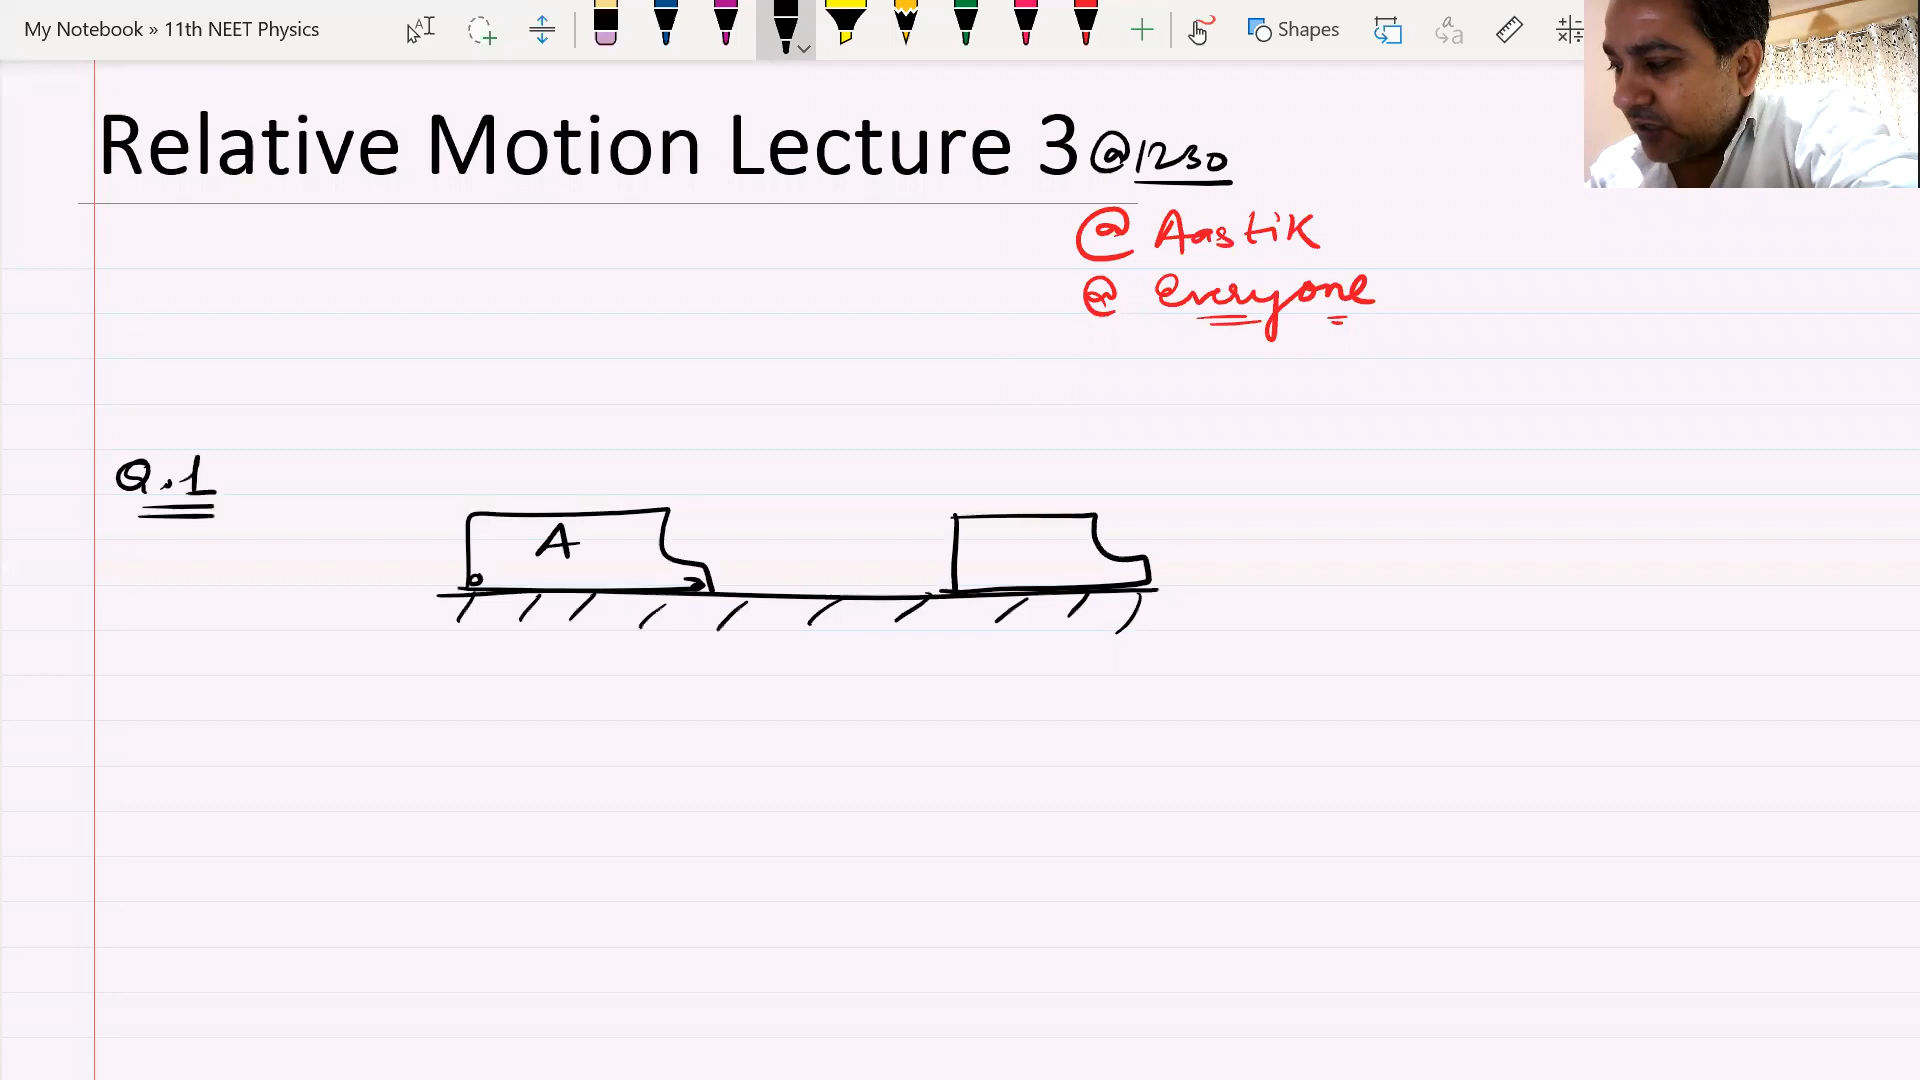 My Notebook » 11th NEET Physics
Shapes
Relative Motion Lecture 3 @1230
@ Aastik
@ Everyone
Q.1
A